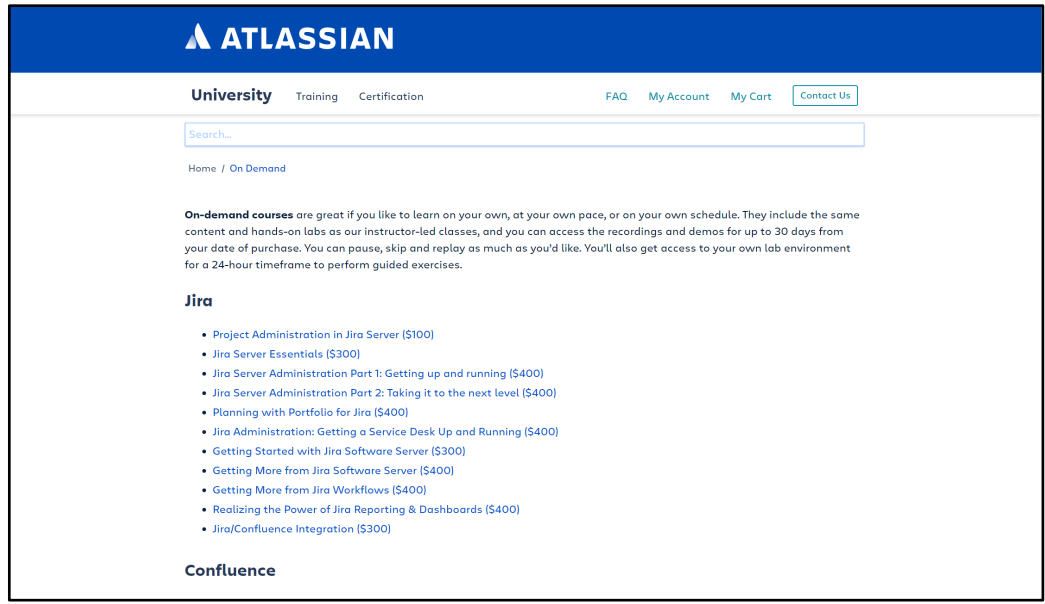 ATLASSIAN
University Training Certification FAQ My Account My Cart Contact Us
Search...
Home / On Demand
On-demand courses are great if you like to learn on your own, at your own pace, or on your own schedule. They include the same
content and hands-on labs as our instructor-led classes, and you can access the recordings and demos for up to 30 days from
your date of purchase. You can pause, skip and replay as much as you'd like. You'll also get access to your own lab environment
for a 24-hour timeframe to perform guided exercises.
Jira
• Project Administration in Jira Server ($100)
• Jira Server Essentials ($300)
• Jira Server Administration Part 1: Getting up and running ($400)
• Jira Server Administration Part 2: Taking it to the next level ($400)
• Planning with Portfolio for Jira ($400)
• Jira Administration: Getting a Service Desk Up and Running ($400)
• Getting Started with Jira Software Server ($300)
• Getting More from Jira Software Server ($400)
• Getting More from Jira Workflows ($400)
• Realizing the Power of Jira Reporting & Dashboards ($400)
• Jira/Confluence Integration ($300)
Confluence